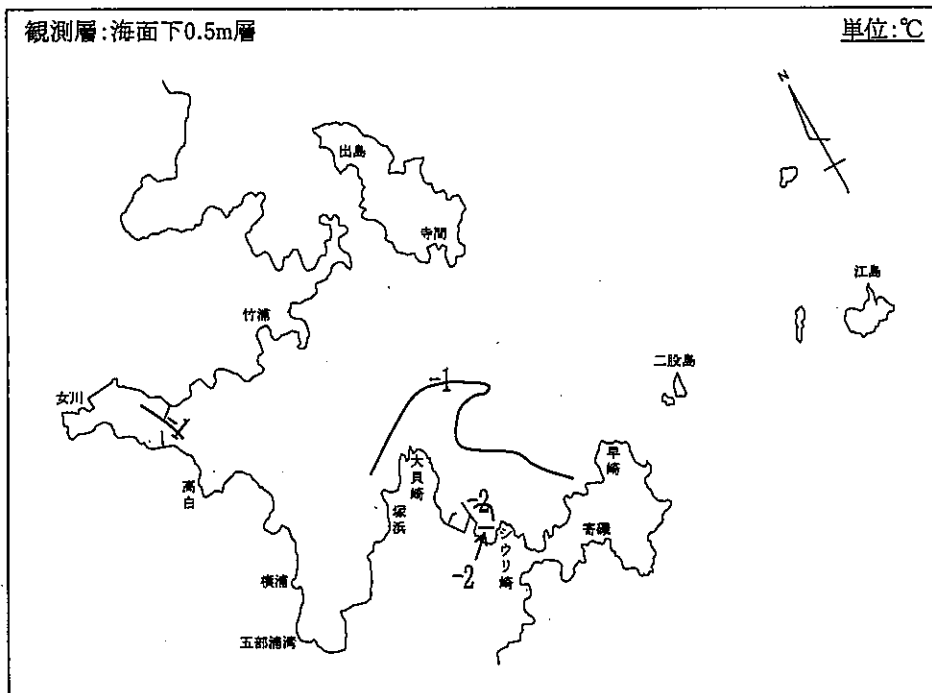 観測層:海面下0.5m層
単位:℃
N
出島
寺間
江島
竹浦
二股島
女川
-1
-1
高白
大貝崎
早崎
塚浜
-2
シウリ崎
寄磯
-2
横浦
五部浦湾